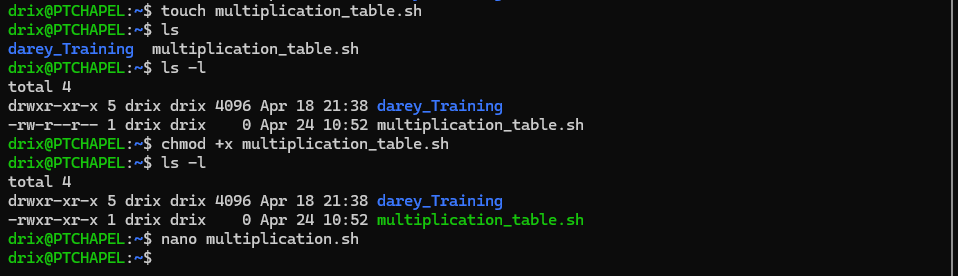 drix@PTCHAPEL:~$ touch multiplication_table.sh
drix@PTCHAPEL:~$ ls
darey_Training  multiplication_table.sh
drix@PTCHAPEL:~$ ls -l
total 4
drwxr-xr-x 5 drix drix 4096 Apr 18 21:38 darey_Training
-rw-r--r-- 1 drix drix    0 Apr 24 10:52 multiplication_table.sh
drix@PTCHAPEL:~$ chmod +x multiplication_table.sh
drix@PTCHAPEL:~$ ls -l
total 4
drwxr-xr-x 5 drix drix 4096 Apr 18 21:38 darey_Training
-rwxr-xr-x 1 drix drix    0 Apr 24 10:52 multiplication_table.sh
drix@PTCHAPEL:~$ nano multiplication.sh
drix@PTCHAPEL:~$